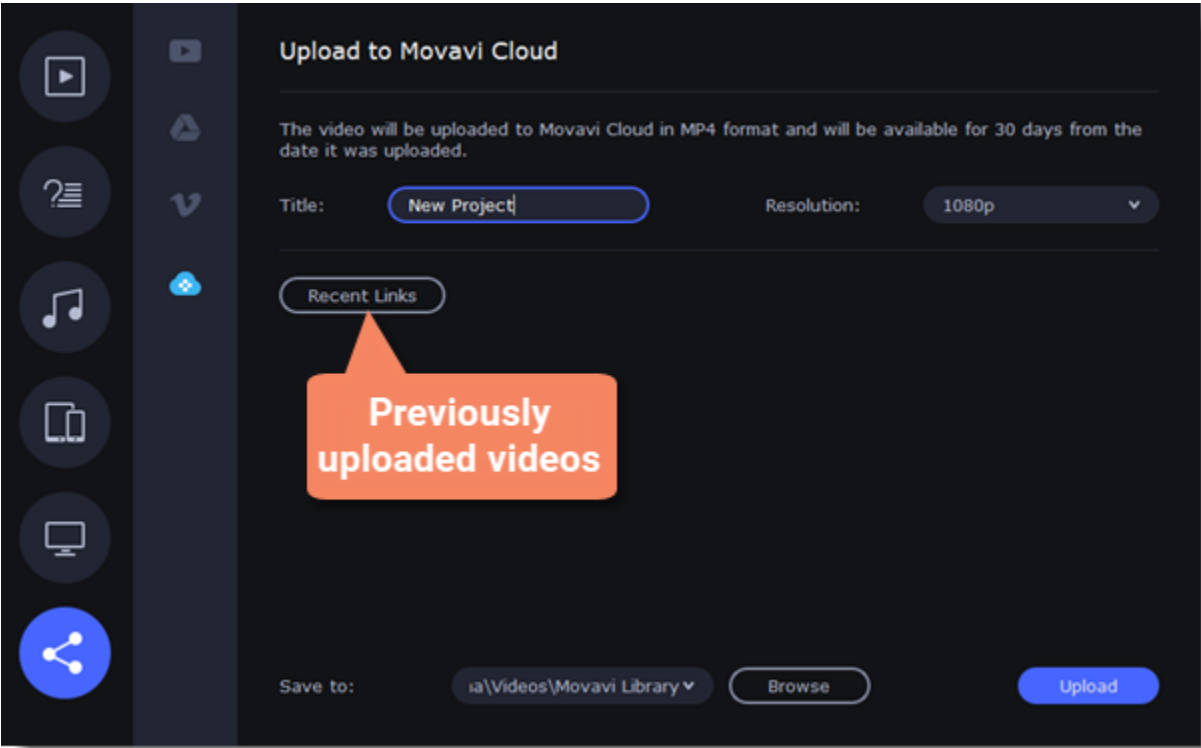 Upload to Movavi Cloud
The video will be uploaded to Movavi Cloud in MP4 format and will be available for 30 days from the
date it was uploaded.
Title: New Project Resolution: 1080p
Recent Links
Previously
uploaded videos
Save to: ıa\Videos\Movavi Library Browse Upload